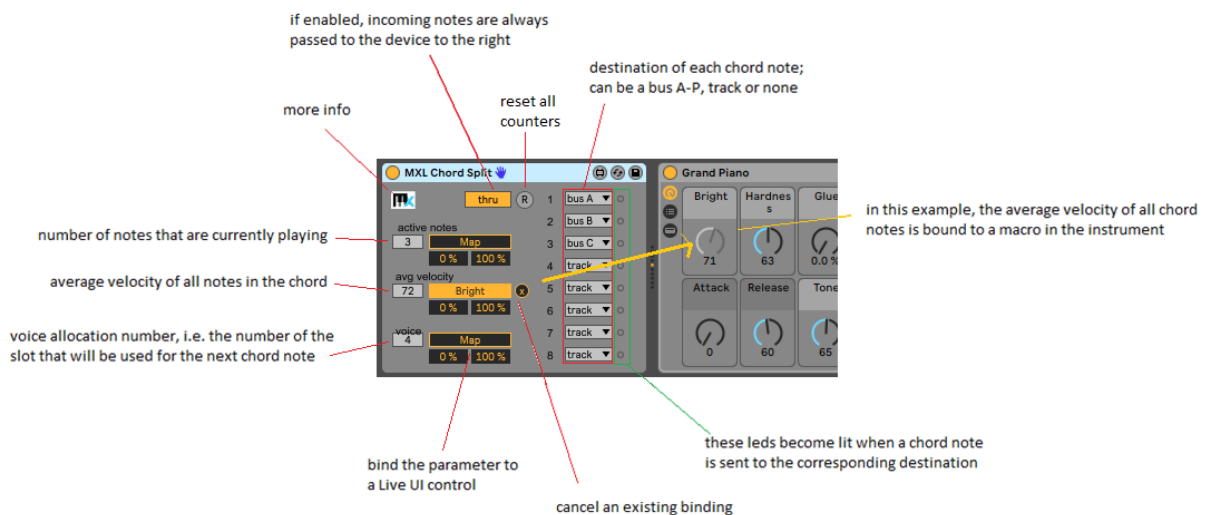 if enabled, incoming notes are always
passed to the device to the right
destination of each chord note;
can be a bus A-P, track or none
more info
reset all
counters
MXL Chord Split
Grand Piano
mx
thru
R
1 bus A
2 bus B
3 bus C
4 track
5 track
6 track
7 track
8 track
active notes
3 Map
0 % 100 %
avg velocity
72 Bright x
0 % 100 %
voice
4 Map
0 % 100 %
Bright
Hardnes
s
Glue
71
63
0.0 %
Attack
Release
Tone
0
60
65
in this example, the average velocity of all chord
notes is bound to a macro in the instrument
number of notes that are currently playing
average velocity of all notes in the chord
voice allocation number, i.e. the number of the
slot that will be used for the next chord note
these leds become lit when a chord note
is sent to the corresponding destination
bind the parameter to
a Live UI control
cancel an existing binding